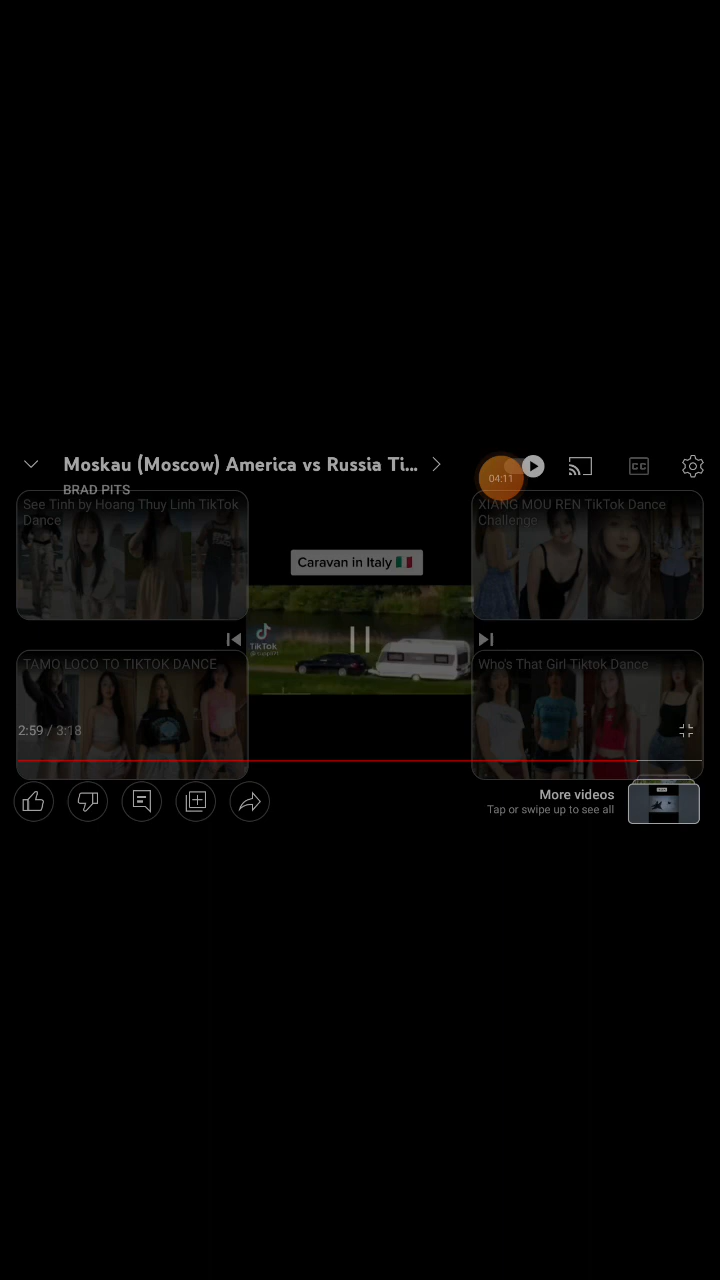 Moskau (Moscow) America vs Russia Ti...
BRAD PITS
04:11
CC
See Tinh by Hoang Thuy Linh TikTok
Dance
XIANG MOU REN TikTok Dance
Challenge
Caravan in Italy 🇮🇹
TikTok
TAMO LOCO TO TIKTOK DANCE
Who's That Girl Tiktok Dance
2:59 / 3:18
More videos
Tap or swipe up to see all